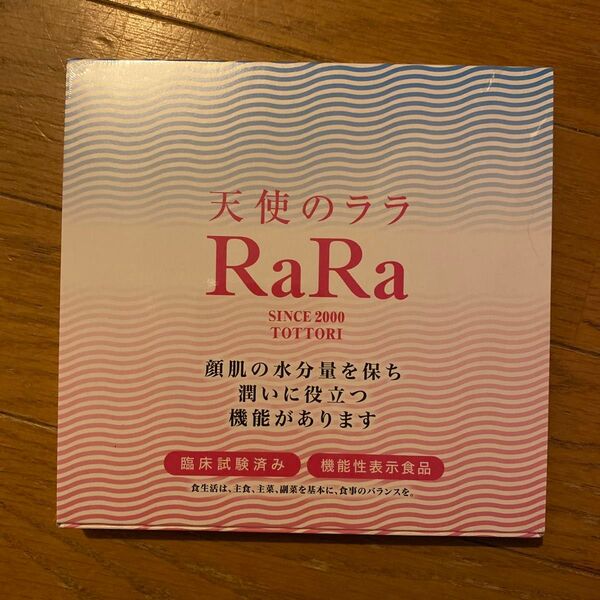 天使のララ
RaRa
SINCE 2000
TOTTORI
顔肌の水分量を保ち
潤いに役立つ
機能があります
臨床試験済み 機能性表示食品
食生活は、主食、主菜、副菜を基本に、食事のバランスを。